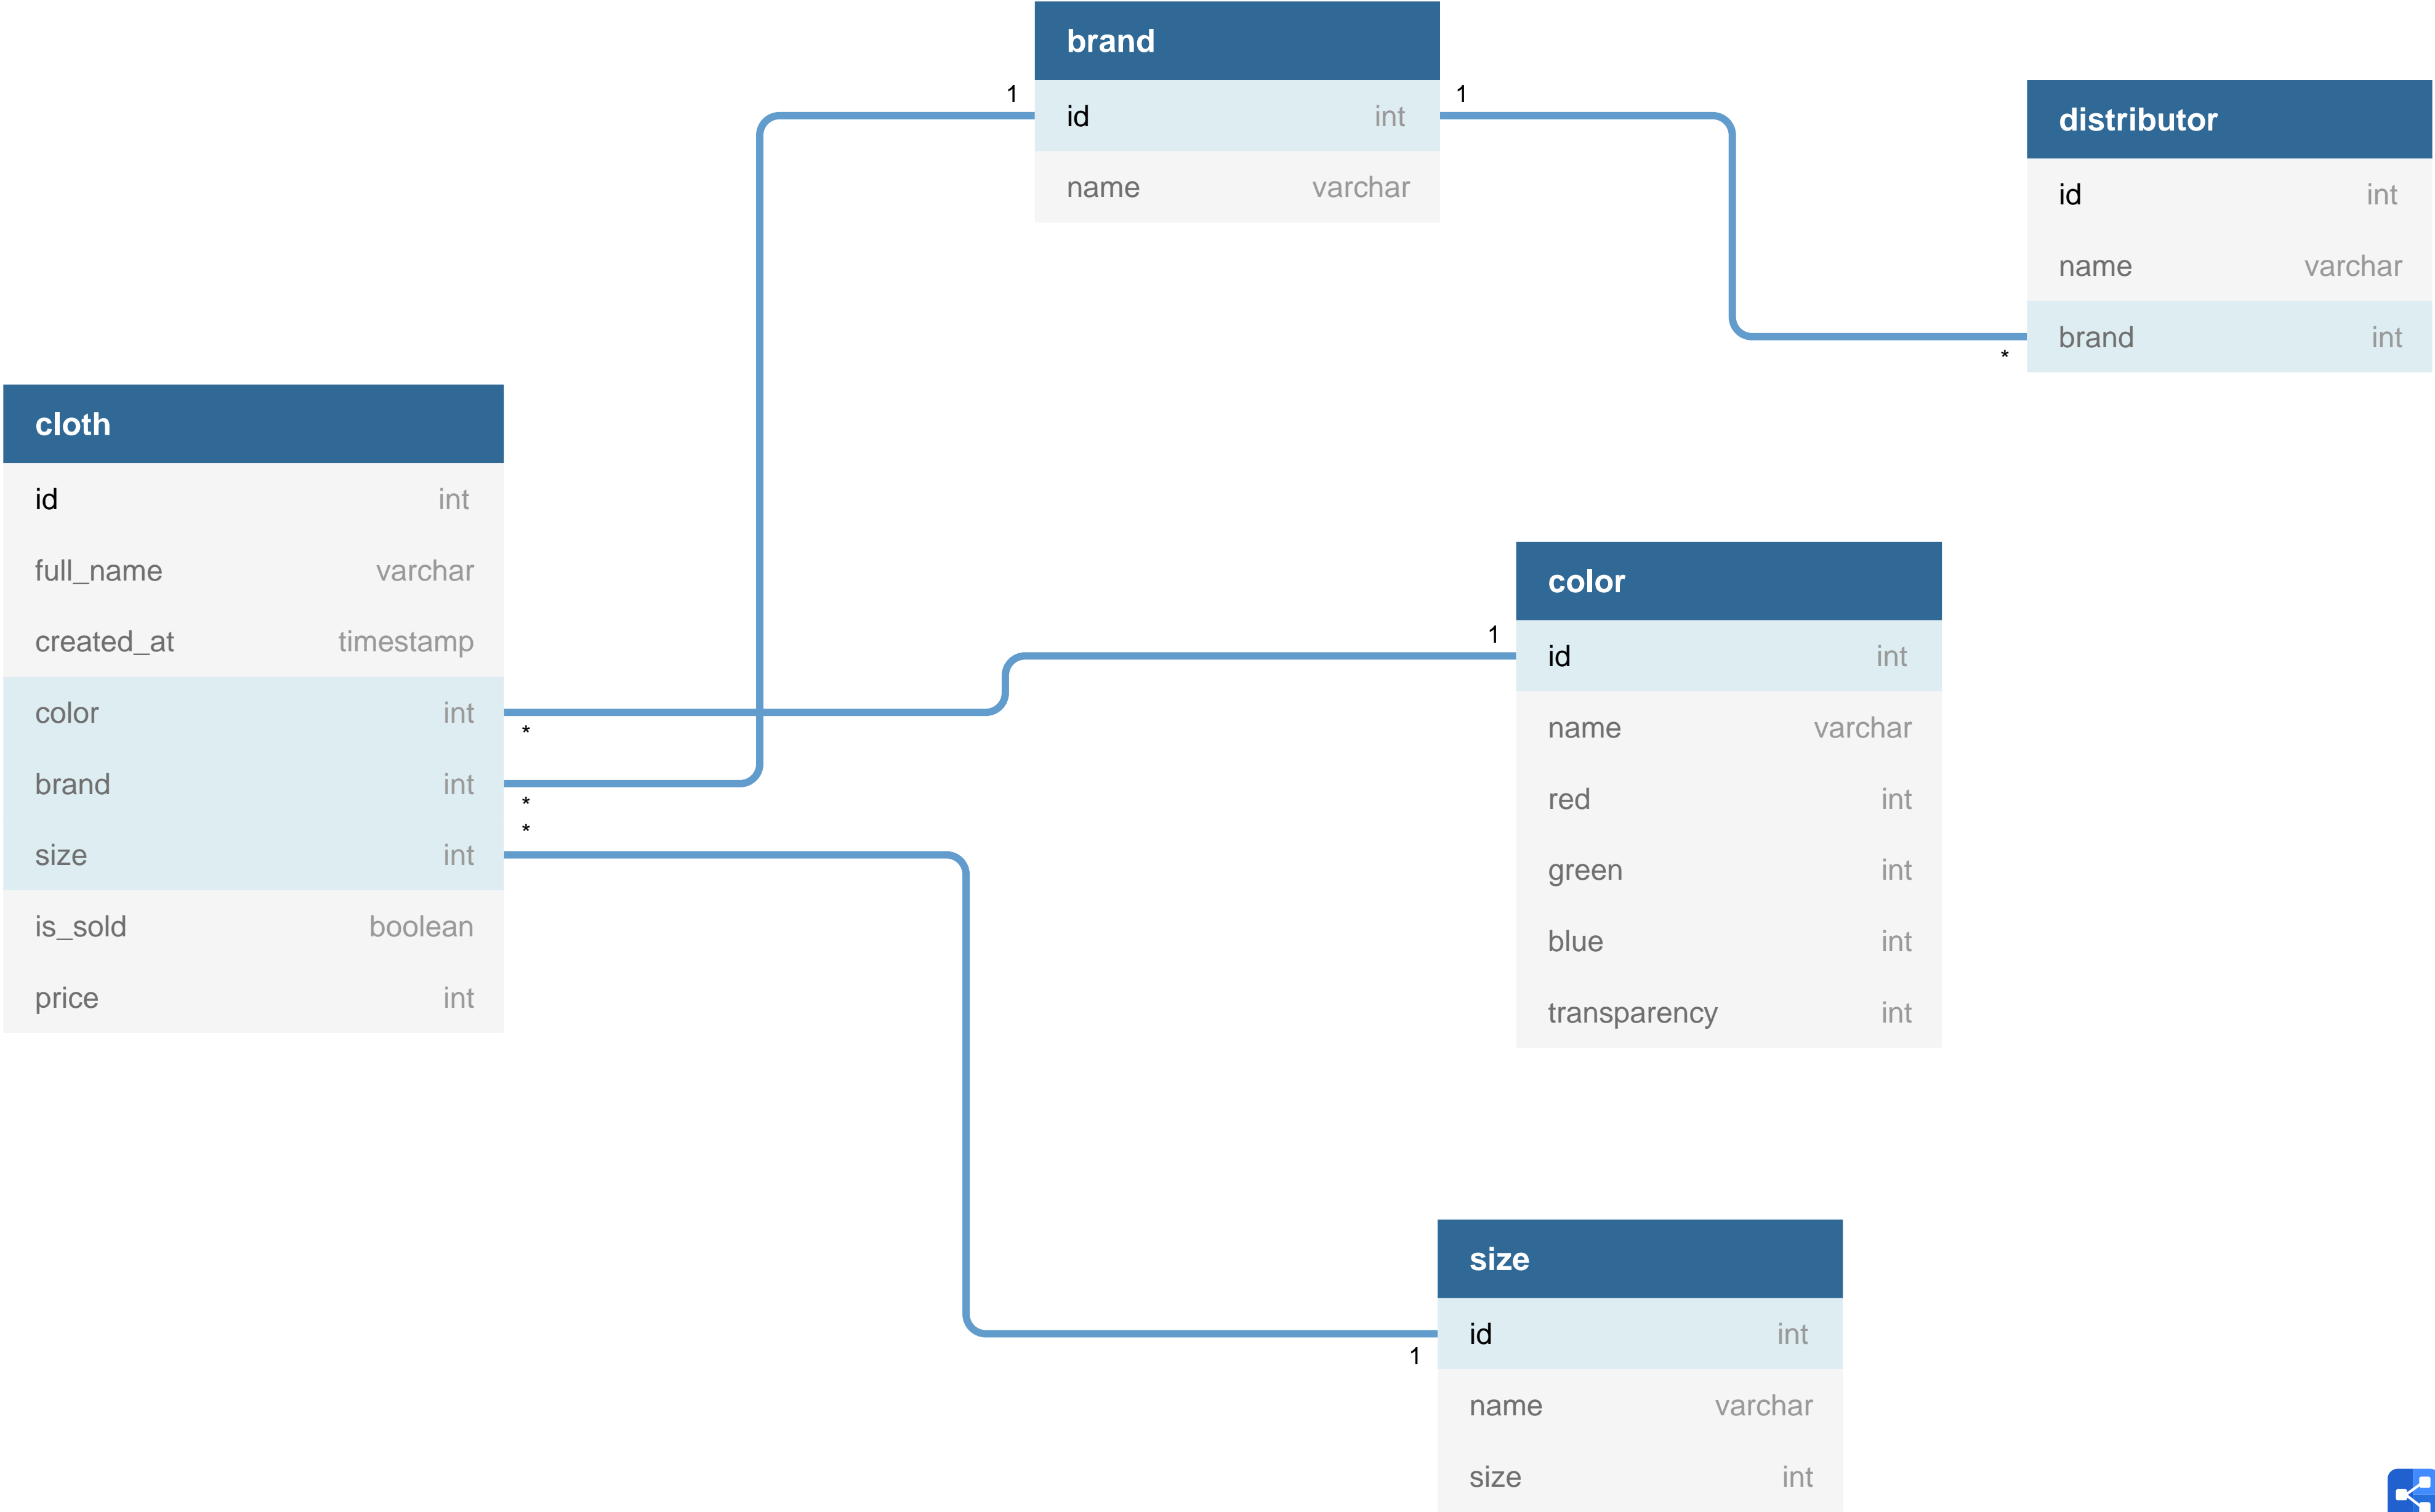 brand
1 id int 1
name varchar
distributor
id int
name varchar
brand int
*
cloth
id int
full_name varchar
created_at timestamp
color int
*
brand int
*
*
size int
is_sold boolean
price int
color
1
id int
name varchar
red int
green int
blue int
transparency int
size
id int
1
name varchar
size int